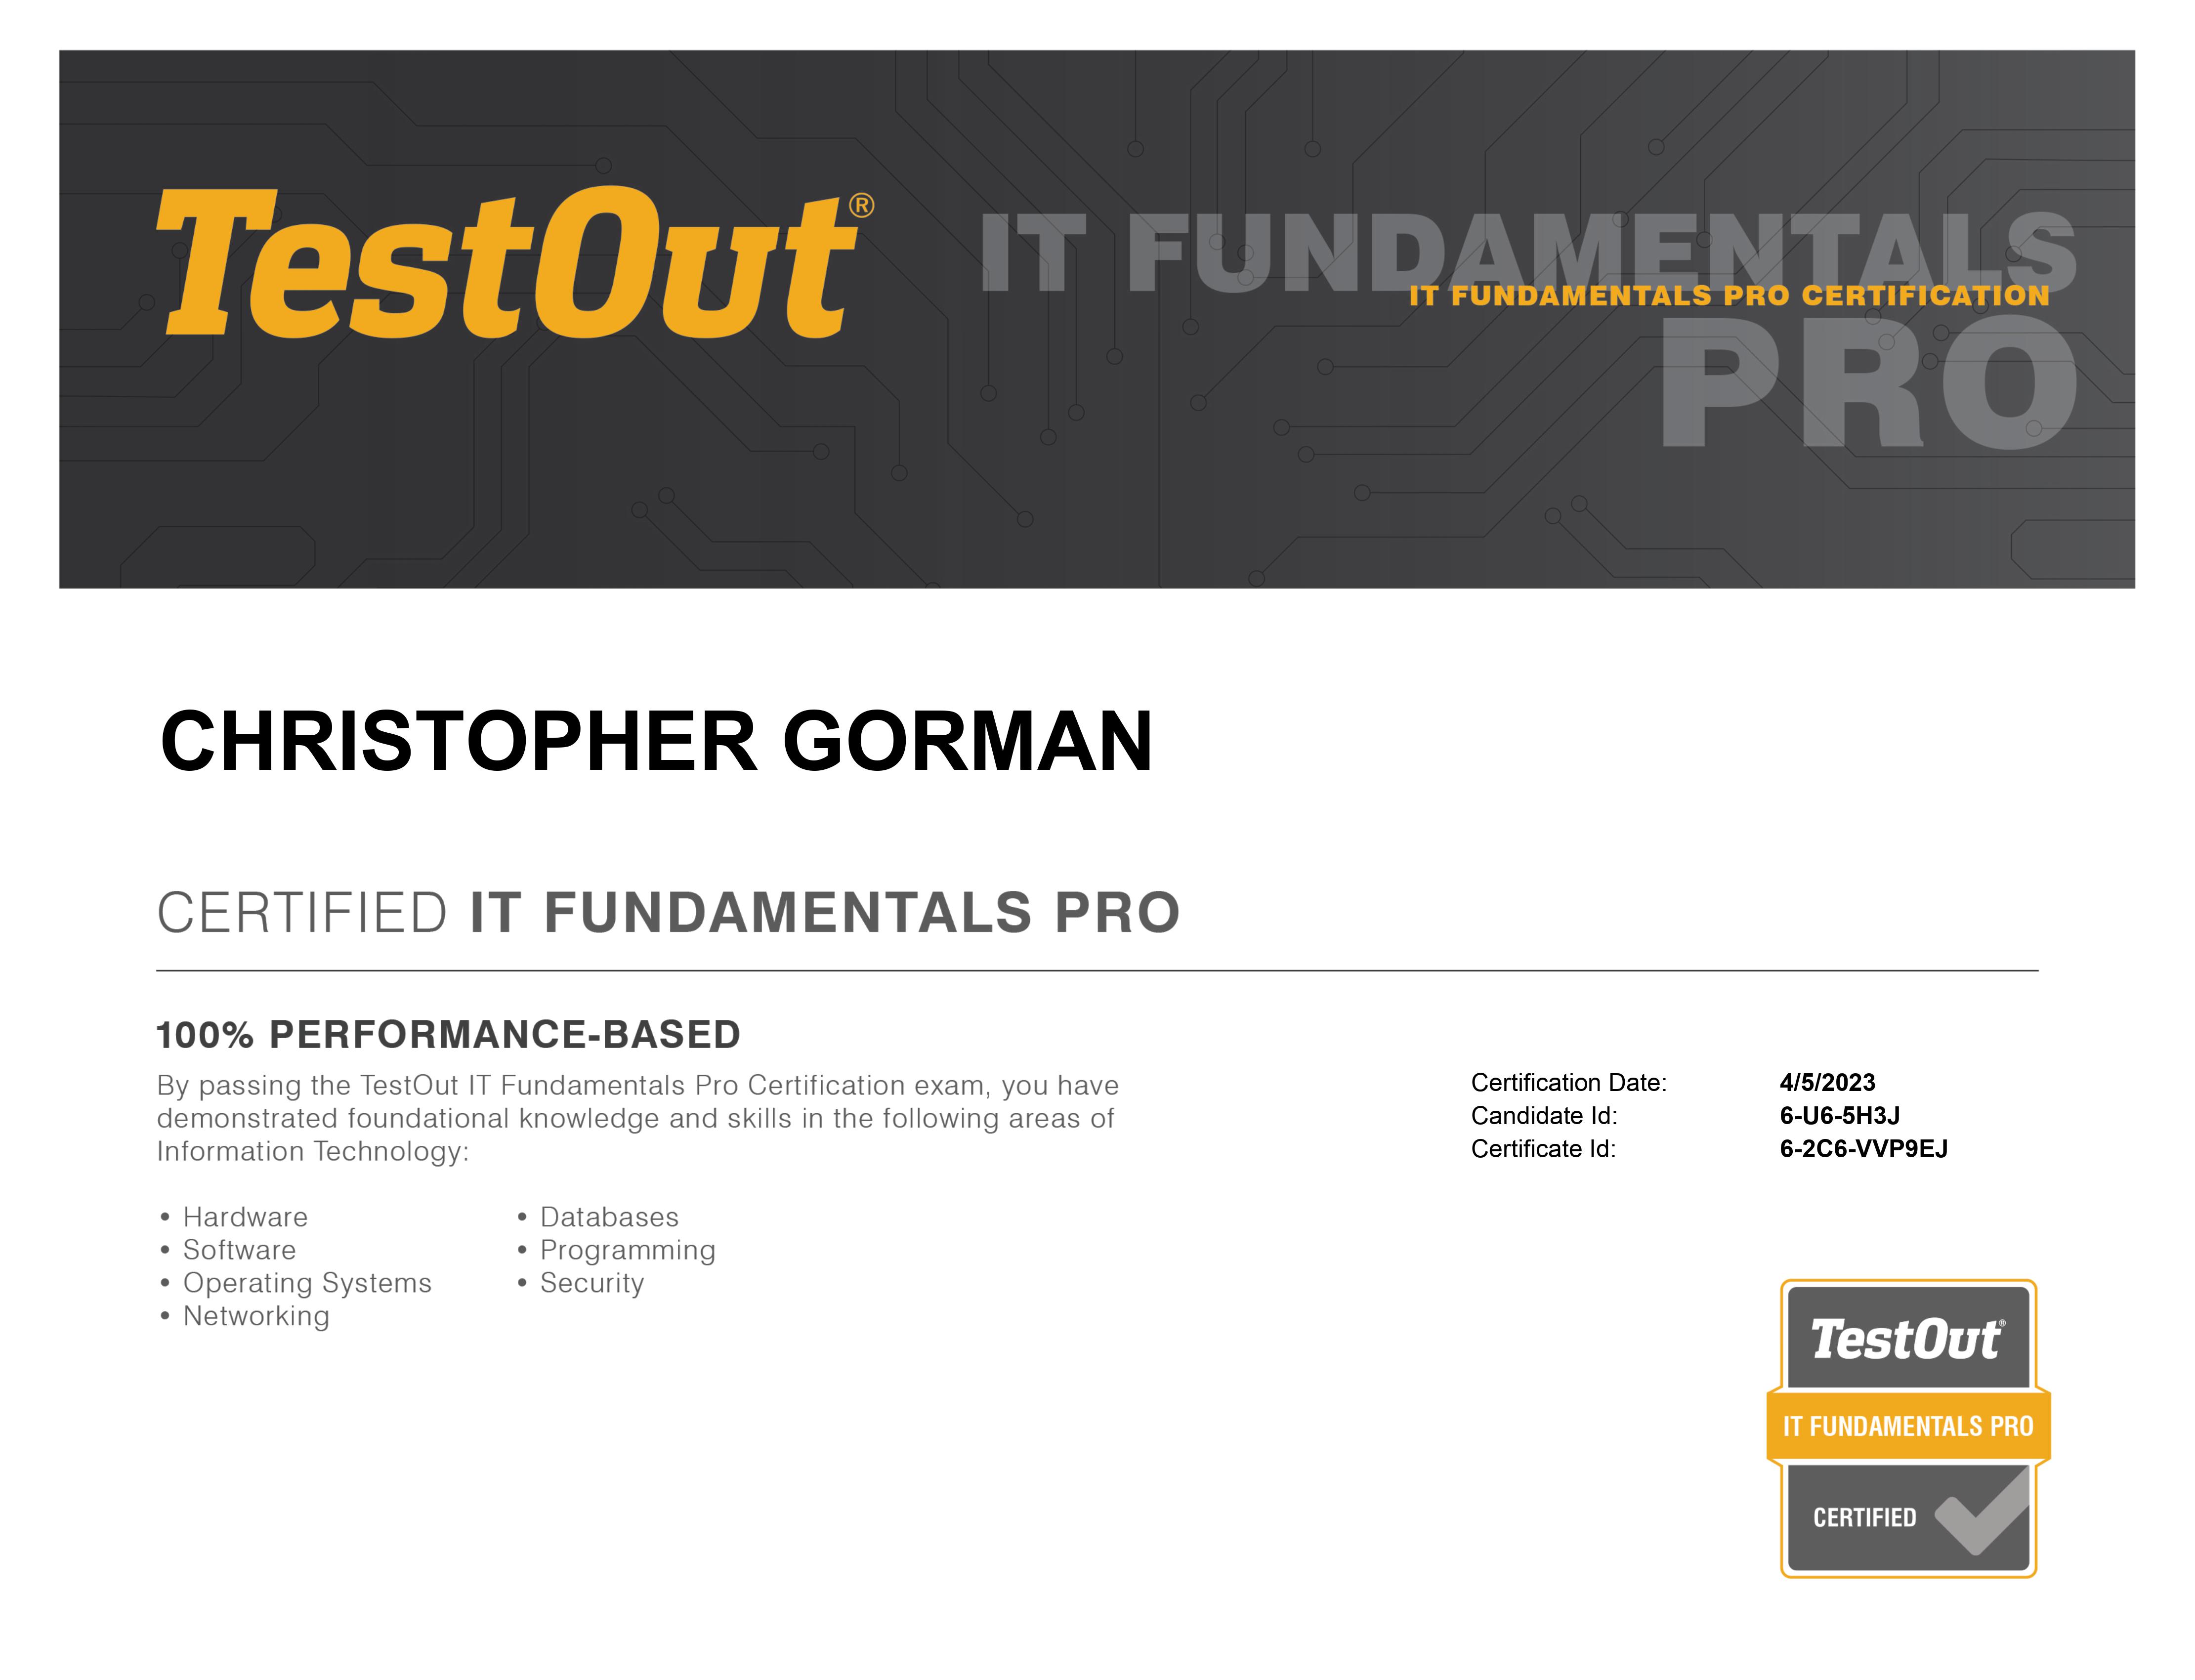 TestOut®
IT FUNDAMENTALS
IT FUNDAMENTALS PRO CERTIFICATION
PRO
CHRISTOPHER GORMAN
CERTIFIED IT FUNDAMENTALS PRO
100% PERFORMANCE-BASED
By passing the TestOut IT Fundamentals Pro Certification exam, you have
demonstrated foundational knowledge and skills in the following areas of
Information Technology:
• Hardware
• Software
• Operating Systems
• Networking
• Databases
• Programming
• Security
Certification Date: 4/5/2023
Candidate Id: 6-U6-5H3J
Certificate Id: 6-2C6-VVP9EJ
TestOut®
IT FUNDAMENTALS PRO
CERTIFIED